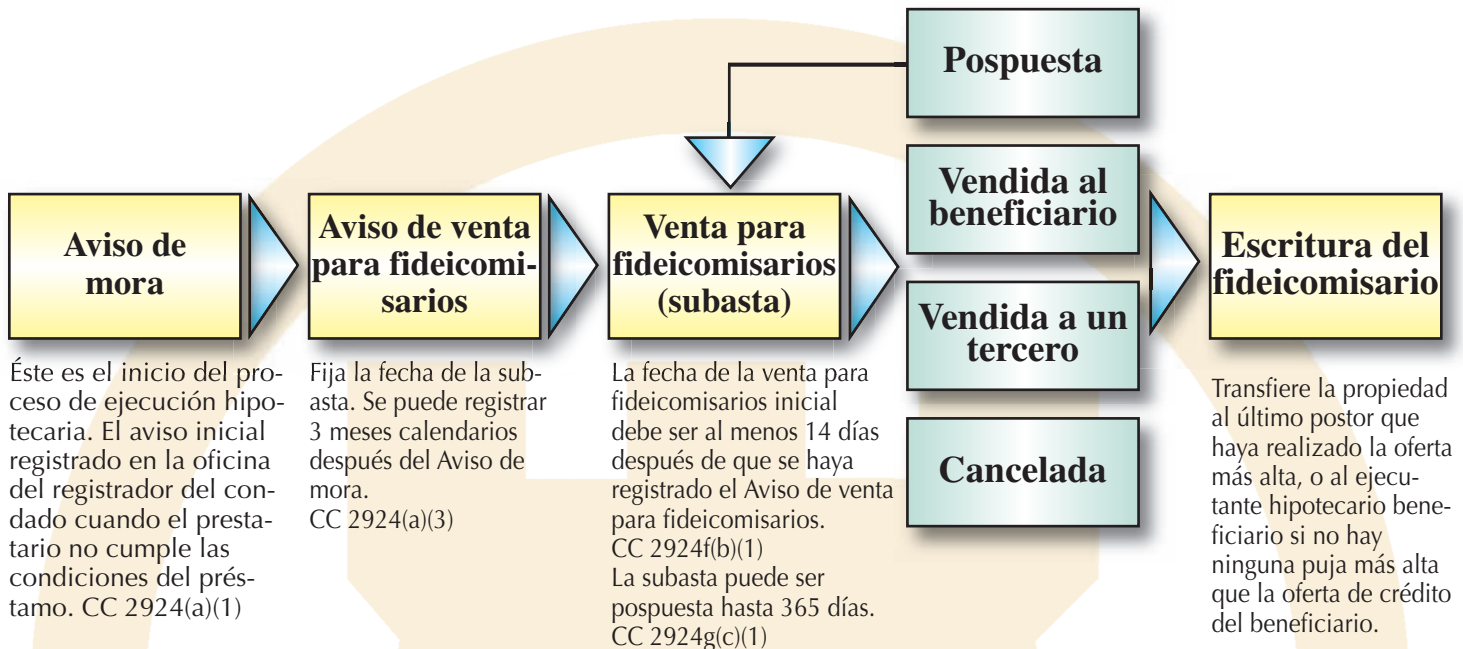 Pospuesta
Vendida al
beneficiario
Vendida a un
tercero
Cancelada
Aviso de
mora
Éste es el inicio del pro-
ceso de ejecución hipo-
tecaria. El aviso inicial
registrado en la oficina
del registrador del con-
dado cuando el presta-
tario no cumple las
condiciones del prés-
tamo. CC 2924(a)(1)
Aviso de venta
para fideicomi-
sarios
Fija la fecha de la sub-
asta. Se puede registrar
3 meses calendarios
después del Aviso de
mora.
CC 2924(a)(3)
Venta para
fideicomisarios
(subasta)
La fecha de la venta para
fideicomisarios inicial
debe ser al menos 14 días
después de que se haya
registrado el Aviso de venta
para fideicomisarios.
CC 2924f(b)(1)
La subasta puede ser
pospuesta hasta 365 días.
CC 2924g(c)(1)
Escritura del
fideicomisario
Transfiere la propiedad
al último postor que
haya realizado la oferta
más alta, o al ejecu-
tante hipotecario bene-
ficiario si no hay
ninguna puja más alta
que la oferta de crédito
del beneficiario.